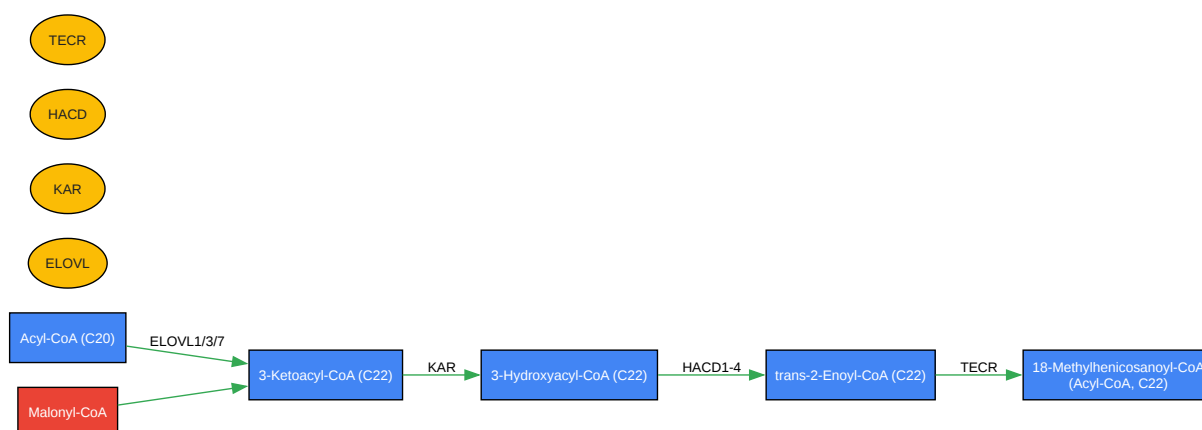 TECR
HACD
KAR
ELOVL
Acyl-CoA (C20)
ELOVL1/3/7
Malonyl-CoA
3-Ketoacyl-CoA (C22)
KAR
3-Hydroxyacyl-CoA (C22)
HACD1-4
trans-2-Enoyl-CoA (C22)
TECR
18-Methylhenicosanoyl-CoA
(Acyl-CoA, C22)